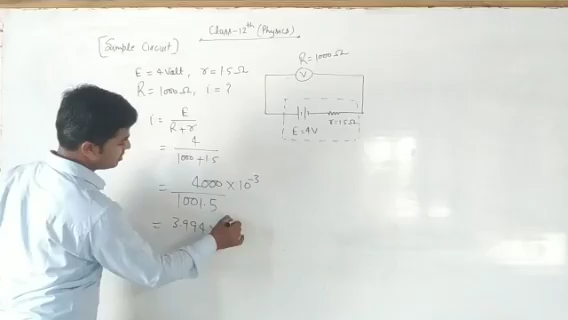 Class-12th (Physics)
[Simple Circuit]
E = 4 Volt, r = 1.5 Ω
R = 1000 Ω, i = ?
i = E / R + r
= 4 / 1000 + 1.5
= 4000 × 10⁻³ / 1001.5
= 3.994
R = 1000 Ω
V
r = 1.5 Ω
E = 4V